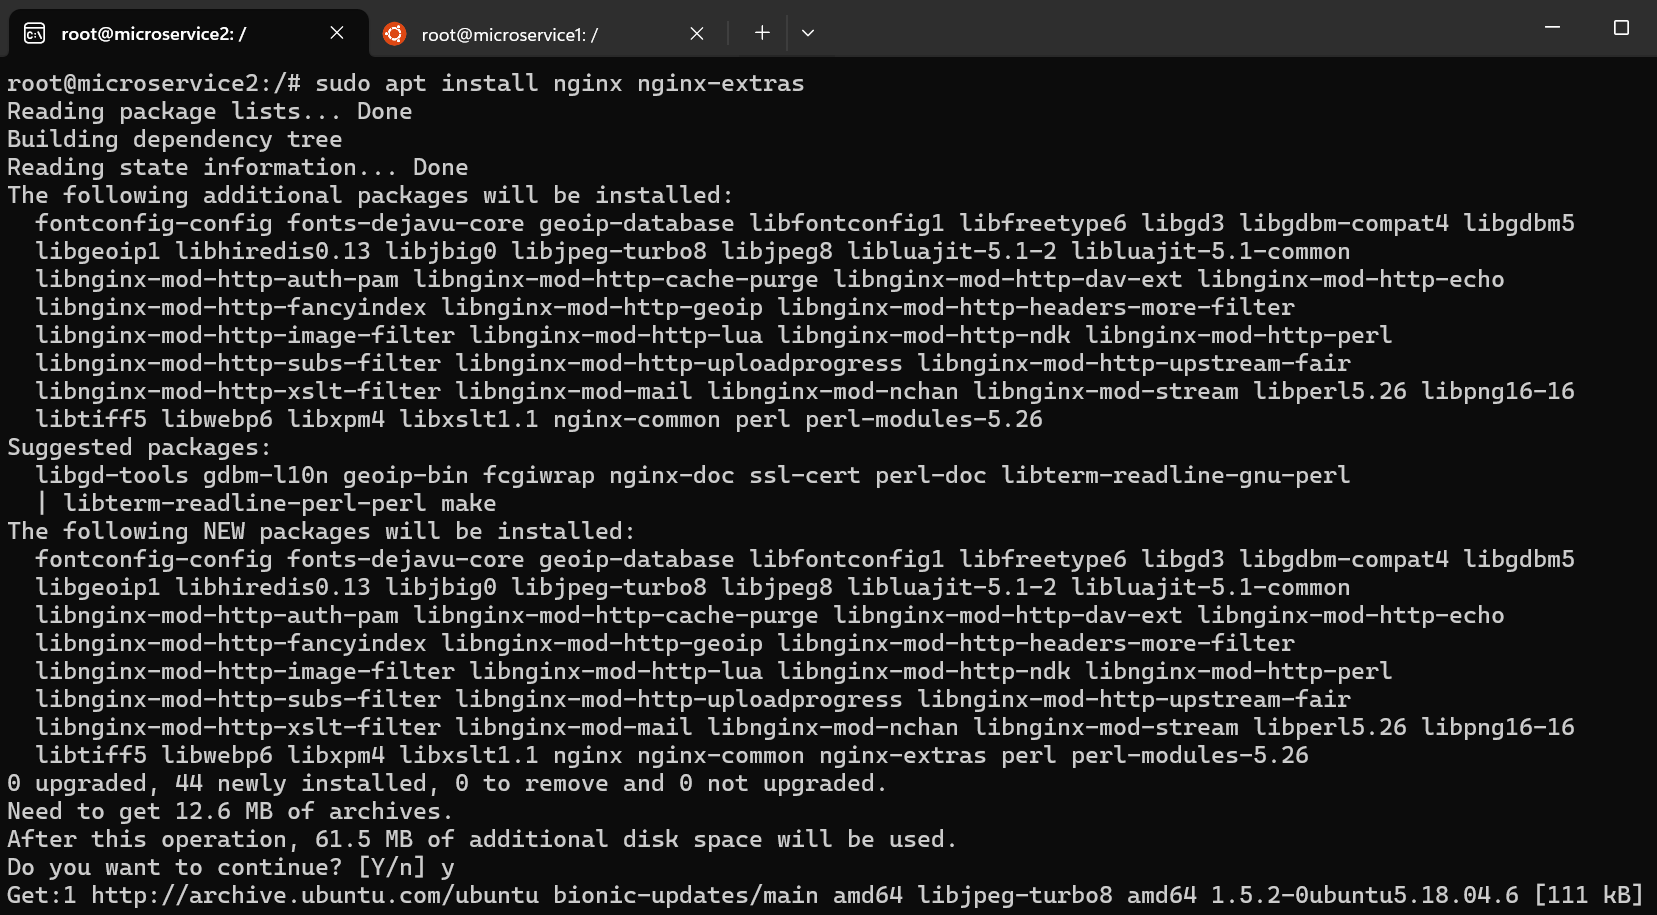 root@microservice2: /
root@microservice1: /
root@microservice2:/# sudo apt install nginx nginx-extras
Reading package lists... Done
Building dependency tree
Reading state information... Done
The following additional packages will be installed:
  fontconfig-config fonts-dejavu-core geoip-database libfontconfig1 libfreetype6 libgd3 libgdbm-compat4 libgdbm5
  libgeoip1 libhiredis0.13 libjbig0 libjpeg-turbo8 libjpeg8 libluajit-5.1-2 libluajit-5.1-common
  libnginx-mod-http-auth-pam libnginx-mod-http-cache-purge libnginx-mod-http-dav-ext libnginx-mod-http-echo
  libnginx-mod-http-fancyindex libnginx-mod-http-geoip libnginx-mod-http-headers-more-filter
  libnginx-mod-http-image-filter libnginx-mod-http-lua libnginx-mod-http-ndk libnginx-mod-http-perl
  libnginx-mod-http-subs-filter libnginx-mod-http-uploadprogress libnginx-mod-http-upstream-fair
  libnginx-mod-http-xslt-filter libnginx-mod-mail libnginx-mod-nchan libnginx-mod-stream libperl5.26 libpng16-16
  libtiff5 libwebp6 libxpm4 libxslt1.1 nginx-common perl perl-modules-5.26
Suggested packages:
  libgd-tools gdbm-l10n geoip-bin fcgiwrap nginx-doc ssl-cert perl-doc libterm-readline-gnu-perl
  | libterm-readline-perl-perl make
The following NEW packages will be installed:
  fontconfig-config fonts-dejavu-core geoip-database libfontconfig1 libfreetype6 libgd3 libgdbm-compat4 libgdbm5
  libgeoip1 libhiredis0.13 libjbig0 libjpeg-turbo8 libjpeg8 libluajit-5.1-2 libluajit-5.1-common
  libnginx-mod-http-auth-pam libnginx-mod-http-cache-purge libnginx-mod-http-dav-ext libnginx-mod-http-echo
  libnginx-mod-http-fancyindex libnginx-mod-http-geoip libnginx-mod-http-headers-more-filter
  libnginx-mod-http-image-filter libnginx-mod-http-lua libnginx-mod-http-ndk libnginx-mod-http-perl
  libnginx-mod-http-subs-filter libnginx-mod-http-uploadprogress libnginx-mod-http-upstream-fair
  libnginx-mod-http-xslt-filter libnginx-mod-mail libnginx-mod-nchan libnginx-mod-stream libperl5.26 libpng16-16
  libtiff5 libwebp6 libxpm4 libxslt1.1 nginx nginx-common nginx-extras perl perl-modules-5.26
0 upgraded, 44 newly installed, 0 to remove and 0 not upgraded.
Need to get 12.6 MB of archives.
After this operation, 61.5 MB of additional disk space will be used.
Do you want to continue? [Y/n] y
Get:1 http://archive.ubuntu.com/ubuntu bionic-updates/main amd64 libjpeg-turbo8 amd64 1.5.2-0ubuntu5.18.04.6 [111 kB]